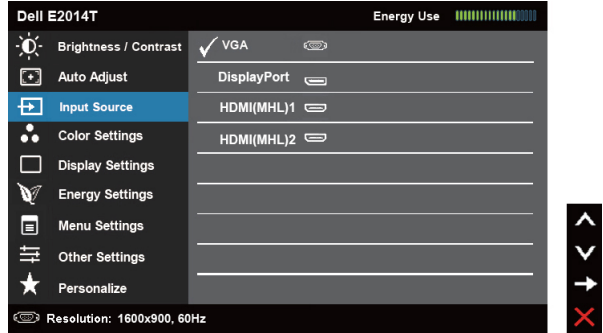 Dell E2014T
Energy Use
Brightness / Contrast
VGA
Auto Adjust
DisplayPort
Input Source
HDMI(MHL)1
Color Settings
HDMI(MHL)2
Display Settings
Energy Settings
Menu Settings
Other Settings
Personalize
Resolution: 1600x900, 60Hz